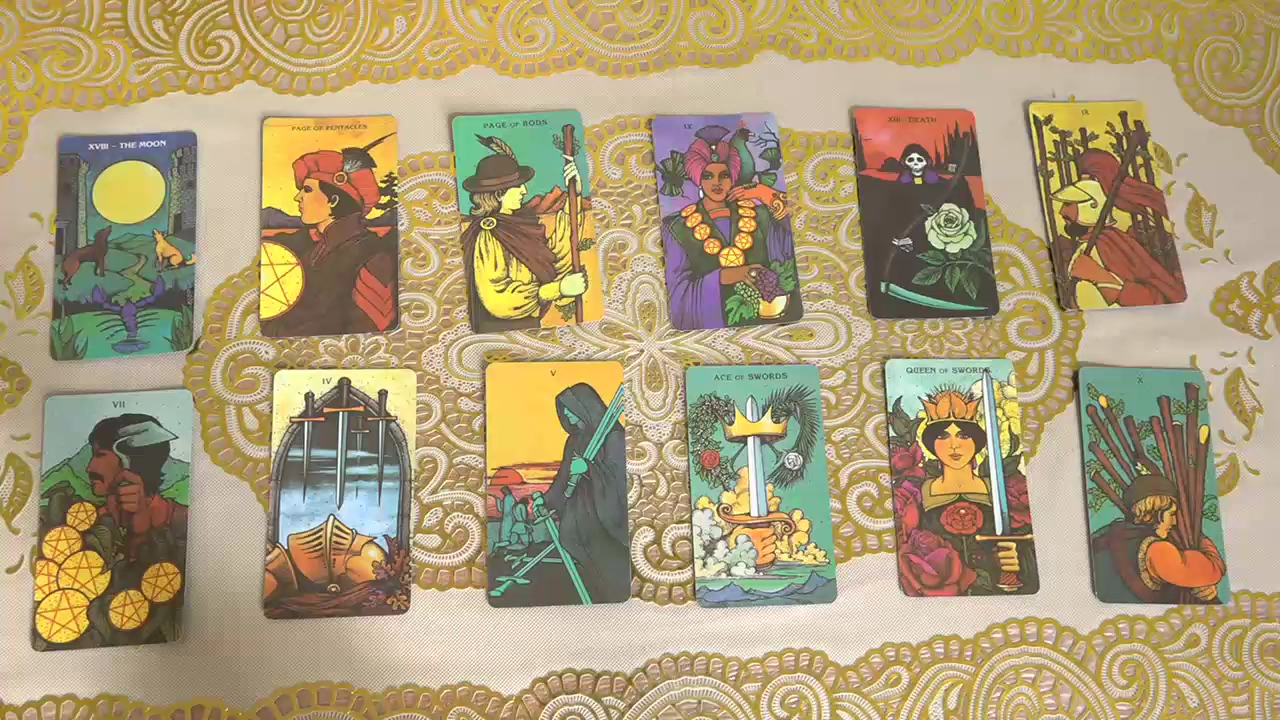 XVIII - THE MOON
PAGE OF PENTACLES
PAGE OF RODS
IX
XIII - DEATH
IX
VII
IV
V
ACE OF SWORDS
QUEEN OF SWORDS
X